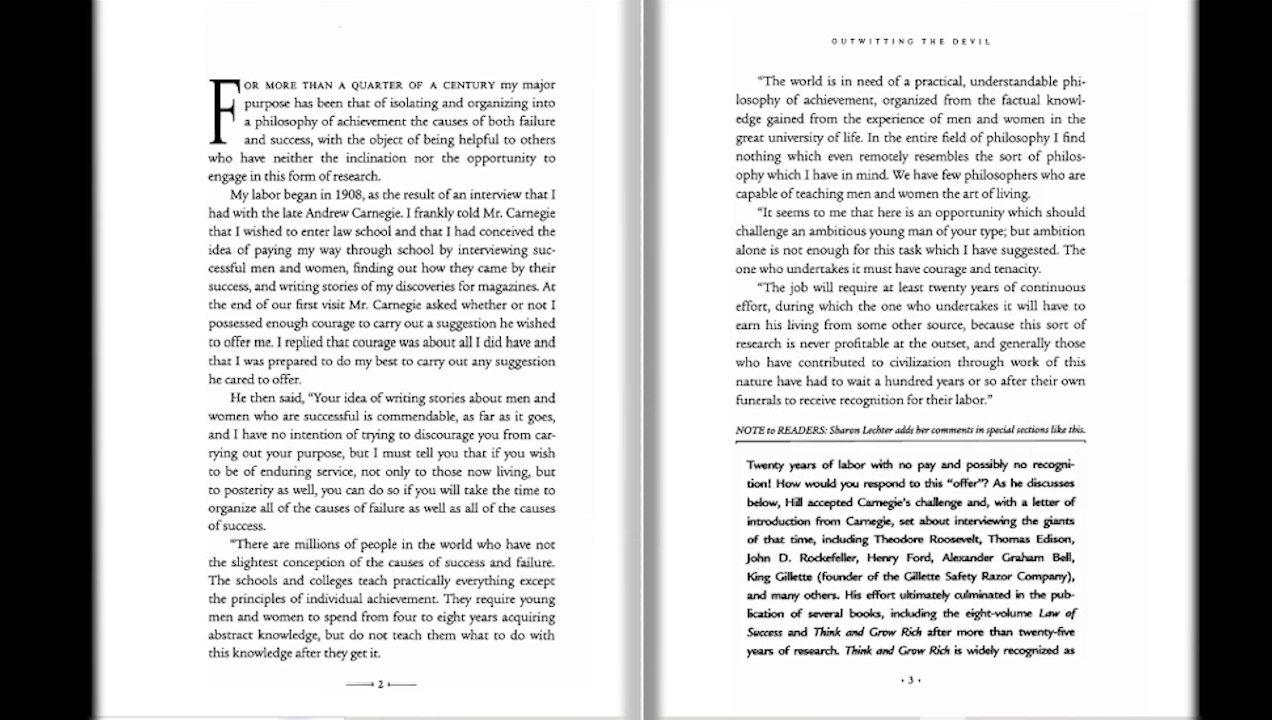 FOR MORE THAN A QUARTER OF A CENTURY my major
purpose has been that of isolating and organizing into
a philosophy of achievement the causes of both failure
and success, with the object of being helpful to others
who have neither the inclination nor the opportunity to
engage in this form of research.
My labor began in 1908, as the result of an interview that I
had with the late Andrew Carnegie. I frankly told Mr. Carnegie
that I wished to enter law school and that I had conceived the
idea of paying my way through school by interviewing suc-
cessful men and women, finding out how they came by their
success, and writing stories of my discoveries for magazines. At
the end of our first visit Mr. Carnegie asked whether or not I
possessed enough courage to carry out a suggestion he wished
to offer me. I replied that courage was about all I did have and
that I was prepared to do my best to carry out any suggestion
he cared to offer.
He then said, “Your idea of writing stories about men and
women who are successful is commendable, as far as it goes,
and I have no intention of trying to discourage you from car-
rying out your purpose, but I must tell you that if you wish
to be of enduring service, not only to those now living, but
to posterity as well, you can do so if you will take the time to
organize all of the causes of failure as well as all of the causes
of success.
“There are millions of people in the world who have not
the slightest conception of the causes of success and failure.
The schools and colleges teach practically everything except
the principles of individual achievement. They require young
men and women to spend from four to eight years acquiring
abstract knowledge, but do not teach them what to do with
this knowledge after they get it.
2
OUTWITTING THE DEVIL
“The world is in need of a practical, understandable phi-
losophy of achievement, organized from the factual knowl-
edge gained from the experience of men and women in the
great university of life. In the entire field of philosophy I find
nothing which even remotely resembles the sort of philos-
ophy which I have in mind. We have few philosophers who are
capable of teaching men and women the art of living.
“It seems to me that here is an opportunity which should
challenge an ambitious young man of your type; but ambition
alone is not enough for this task which I have suggested. The
one who undertakes it must have courage and tenacity.
“The job will require at least twenty years of continuous
effort, during which the one who undertakes it will have to
earn his living from some other source, because this sort of
research is never profitable at the outset, and generally those
who have contributed to civilization through work of this
nature have had to wait a hundred years or so after their own
funerals to receive recognition for their labor.”
NOTE to READERS: Sharon Lechter adds her comments in special sections like this.
Twenty years of labor with no pay and possibly no recogni-
tion! How would you respond to this “offer”? As he discusses
below, Hill accepted Carnegie's challenge and, with a letter of
introduction from Carnegie, set about interviewing the giants
of that time, including Theodore Roosevelt, Thomas Edison,
John D. Rockefeller, Henry Ford, Alexander Graham Bell,
King Gillette (founder of the Gillette Safety Razor Company),
and many others. His effort ultimately culminated in the pub-
lication of several books, including the eight-volume Law of
Success and Think and Grow Rich after more than twenty-five
years of research. Think and Grow Rich is widely recognized as
• 3 •